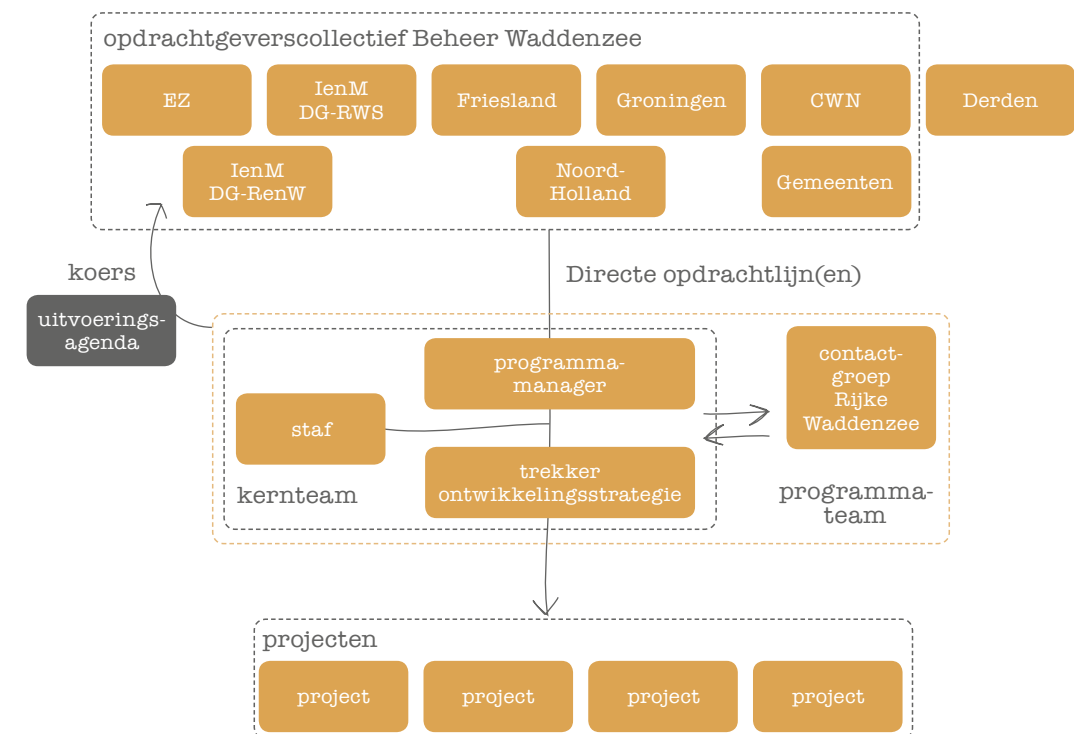 opdrachtgeverscollectief Beheer Waddenzee
EZ
IenM
DG-RWS
Friesland
Groningen
CWN
Derden
IenM
DG-RenW
Noord-
Holland
Gemeenten
koers
Directe opdrachtlijn(en)
uitvoerings-
agenda
programma-
manager
contact-
groep
Rijke
Waddenzee
staf
trekker
ontwikkelingsstrategie
kernteam
programma-
team
projecten
project
project
project
project